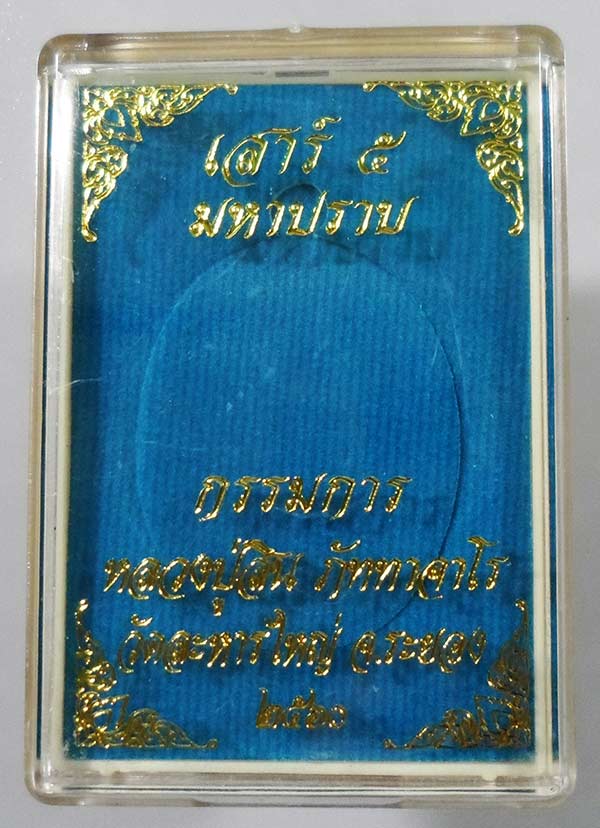 เสาร์ ๕
มหาปราบ
กรรมการ
หลวงปู่สิน ภัททาจาโร
วัดละหารใหญ่ จ.ระยอง
๒๕๖๐